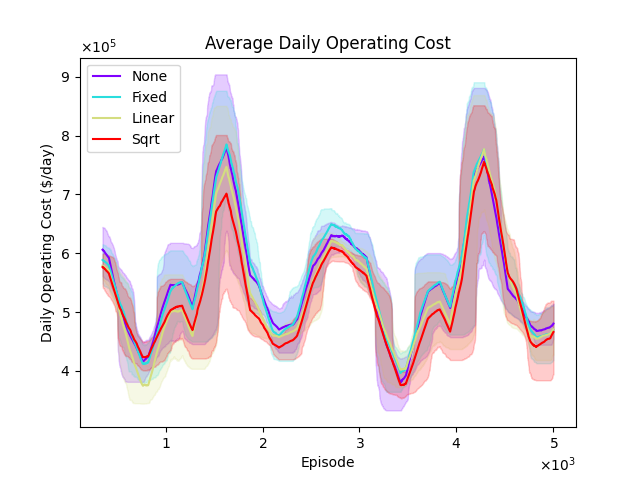 Average Daily Operating Cost
×10⁵
9
8
7
6
5
4
Daily Operating Cost ($/day)
None
Fixed
Linear
Sqrt
1
2
3
4
5
Episode
×10³